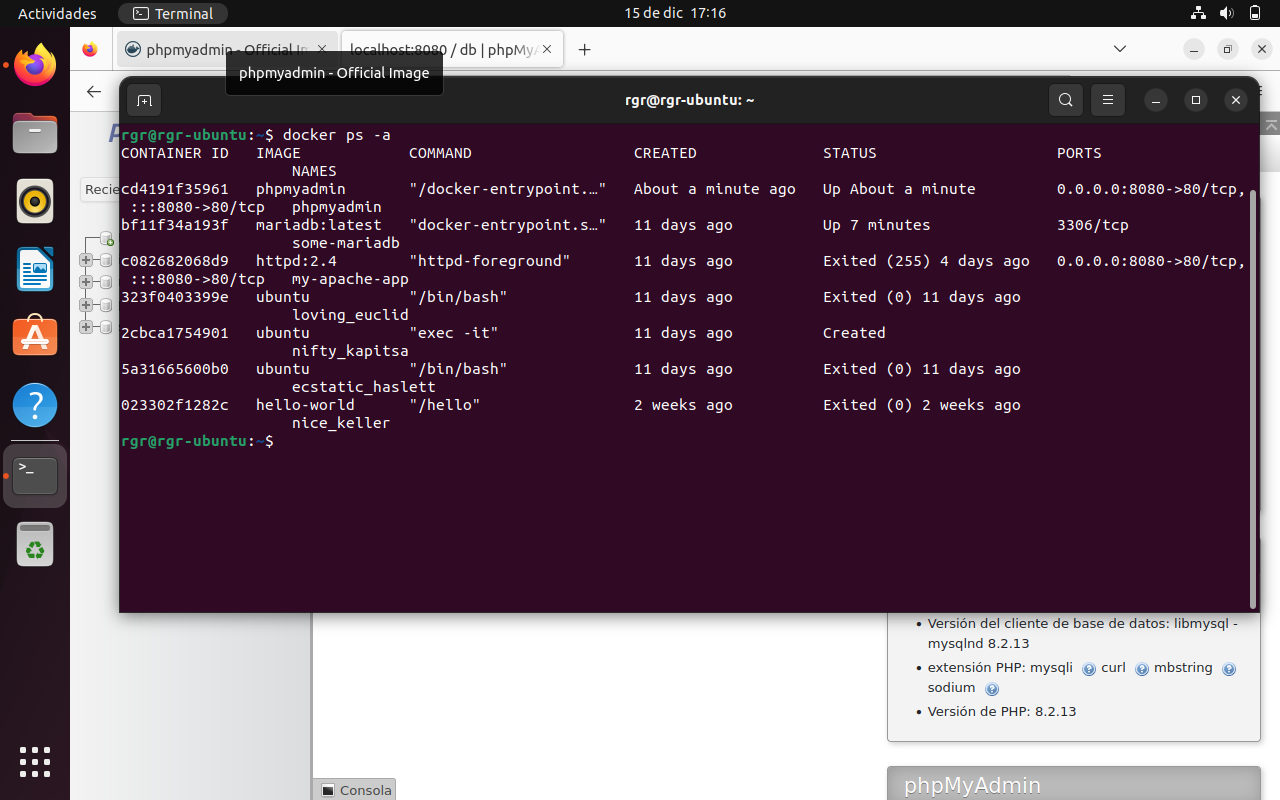 Actividades Terminal 15 de dic 17:16
phpmyadmin - Official In localhost:8080 / db | phpMyA
phpmyadmin - Official Image
rgr@rgr-ubuntu: ~
Recie
rgr@rgr-ubuntu:~$ docker ps -a
CONTAINER ID IMAGE COMMAND CREATED STATUS PORTS
NAMES
cd4191f35961 phpmyadmin "/docker-entrypoint.…" About a minute ago Up About a minute 0.0.0.0:8080->80/tcp,
:::8080->80/tcp phpmyadmin
bf11f34a193f mariadb:latest "docker-entrypoint.s…" 11 days ago Up 7 minutes 3306/tcp
some-mariadb
c082682068d9 httpd:2.4 "httpd-foreground" 11 days ago Exited (255) 4 days ago 0.0.0.0:8080->80/tcp,
:::8080->80/tcp my-apache-app
323f0403399e ubuntu "/bin/bash" 11 days ago Exited (0) 11 days ago
loving_euclid
2cbca1754901 ubuntu "exec -it" 11 days ago Created
nifty_kapitsa
5a31665600b0 ubuntu "/bin/bash" 11 days ago Exited (0) 11 days ago
ecstatic_haslett
023302f1282c hello-world "/hello" 2 weeks ago Exited (0) 2 weeks ago
nice_keller
rgr@rgr-ubuntu:~$
• Versión del cliente de base de datos: libmysql -
mysqlnd 8.2.13
• extensión PHP: mysqli curl mbstring
sodium
• Versión de PHP: 8.2.13
phpMyAdmin
Consola